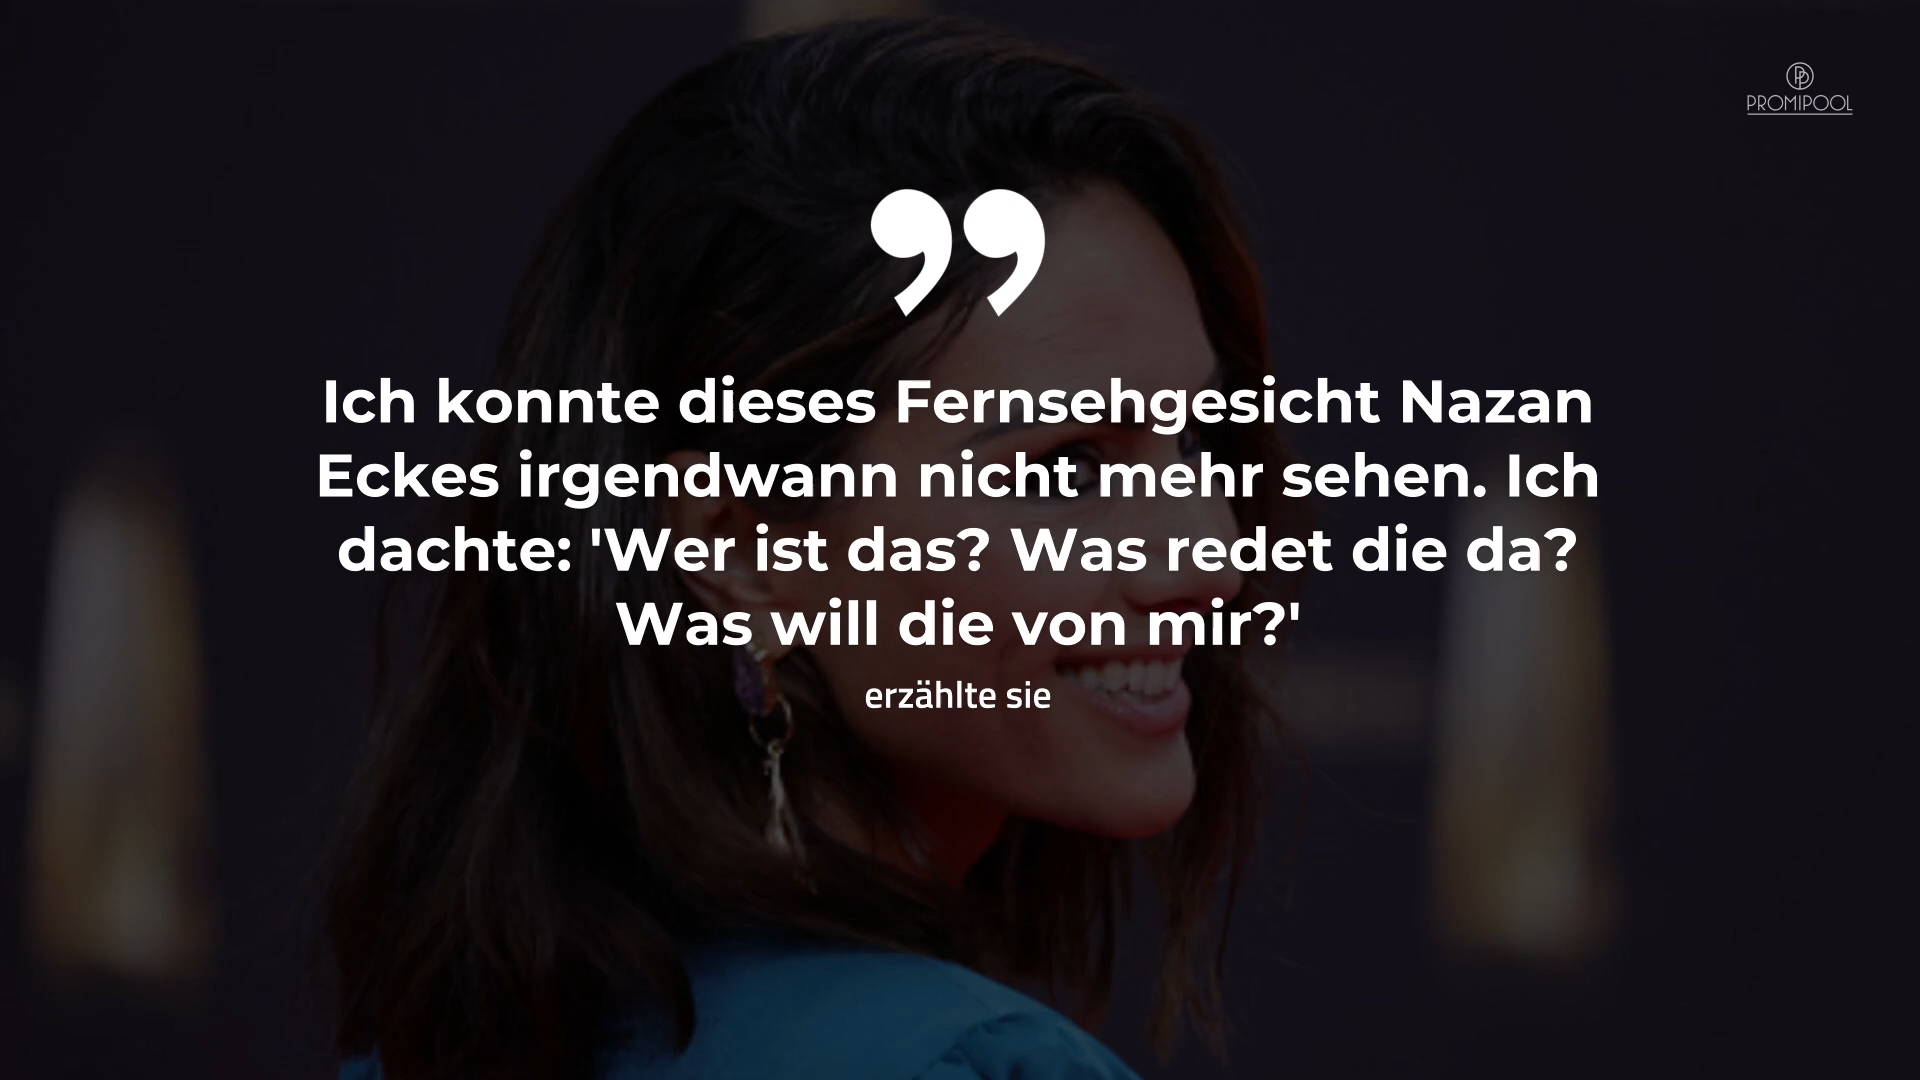 PROMIPOOL
”
Ich konnte dieses Fernsehgesicht Nazan
Eckes irgendwann nicht mehr sehen. Ich
dachte: 'Wer ist das? Was redet die da?
Was will die von mir?'
erzählte sie